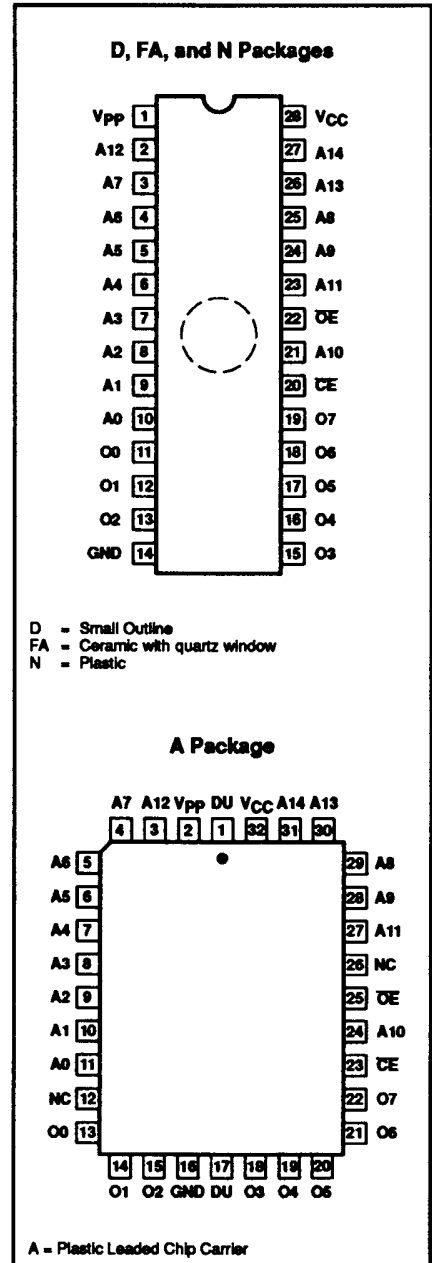 D, FA, and N Packages
VPP 1 28 VCC
A12 2 27 A14
A7 3 26 A13
A6 4 25 A8
A5 5 24 A9
A4 6 23 A11
A3 7 22 OE
A2 8 21 A10
A1 9 20 CE
A0 10 19 O7
O0 11 18 O6
O1 12 17 O5
O2 13 16 O4
GND 14 15 O3
D = Small Outline
FA = Ceramic with quartz window
N = Plastic
A Package
A7 A12 VPP DU VCC A14 A13
4 3 2 1 32 31 30
A6 5 29 A8
A5 6 28 A9
A4 7 27 A11
A3 8 26 NC
A2 9 25 OE
A1 10 24 A10
A0 11 23 CE
NC 12 22 O7
O0 13 21 O6
14 15 16 17 18 19 20
O1 O2 GND DU O3 O4 O5
A = Plastic Leaded Chip Carrier